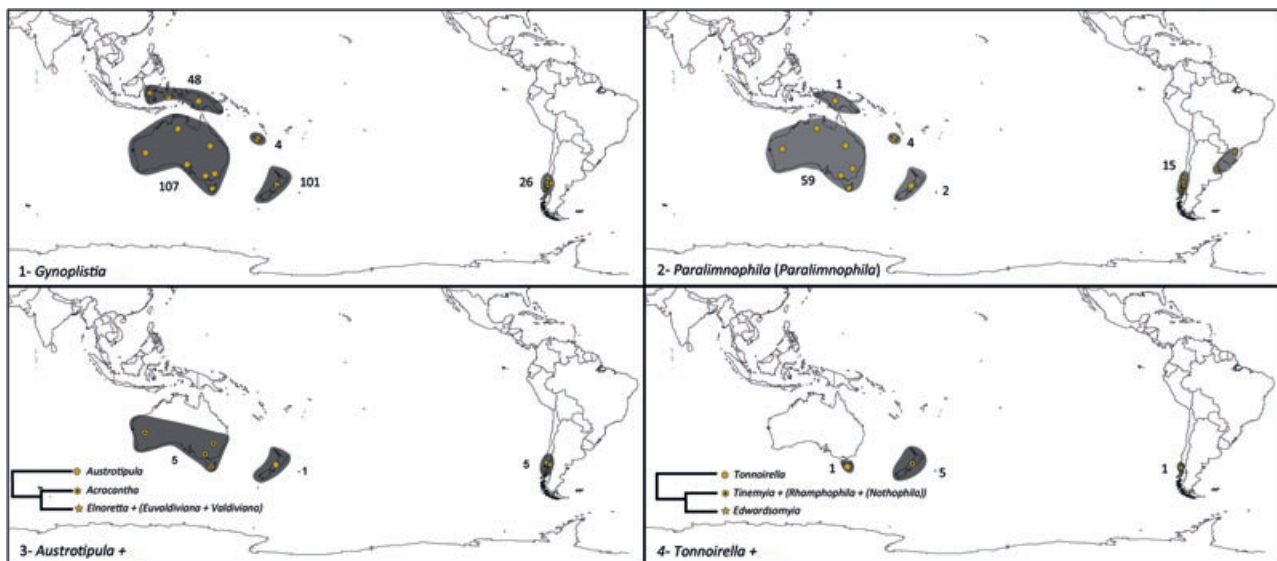 48
4
107
101
26
1- Gynoplistia
1
4
59
2
15
2- Paralimnophila (Paralimnophila)
5
1
5
Austrotipula
Acrocantha
Elnoretta + (Euvaldiviana + Valdiviana)
3- Austrotipula +
1
5
1
Tonnoirella
Tinemyia + (Rhamphophila + (Nothophila))
Edwardsomyia
4- Tonnoirella +